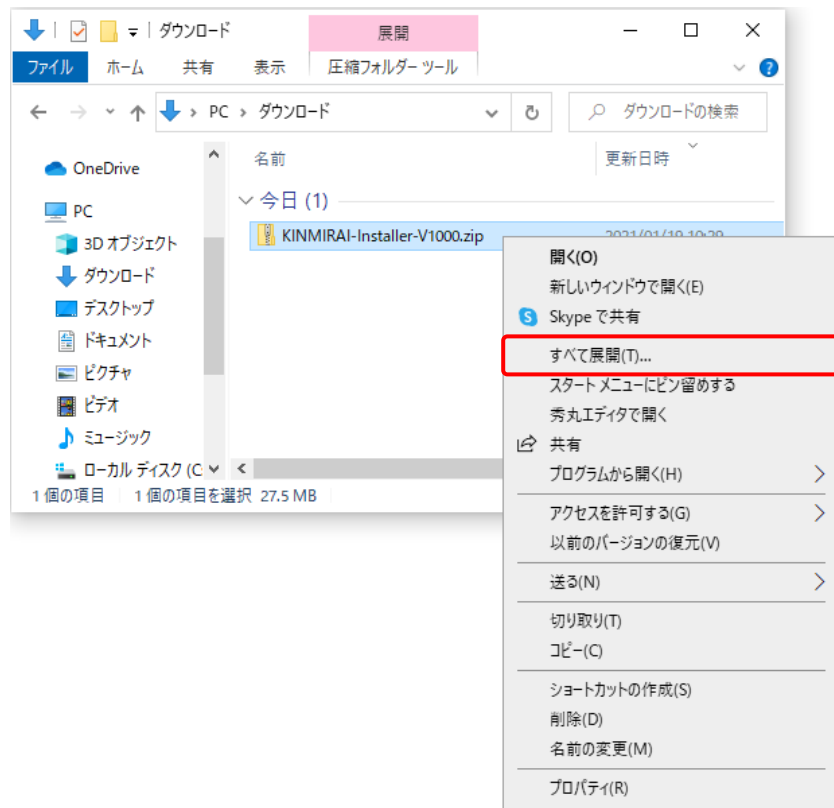 ダウンロード
展開
ファイル
ホーム
共有
表示
圧縮フォルダー ツール
PC › ダウンロード
ダウンロードの検索
OneDrive
PC
3D オブジェクト
ダウンロード
デスクトップ
ドキュメント
ピクチャ
ビデオ
ミュージック
ローカル ディスク (C
名前
更新日時
今日 (1)
KINMIRAI-Installer-V1000.zip
2021/01/19 10:29
1 個の項目
1 個の項目を選択 27.5 MB
開く(O)
新しいウィンドウで開く(E)
Skype で共有
すべて展開(T)...
スタート メニューにピン留めする
秀丸エディタで開く
共有
プログラムから開く(H)
アクセスを許可する(G)
以前のバージョンの復元(V)
送る(N)
切り取り(T)
コピー(C)
ショートカットの作成(S)
削除(D)
名前の変更(M)
プロパティ(R)